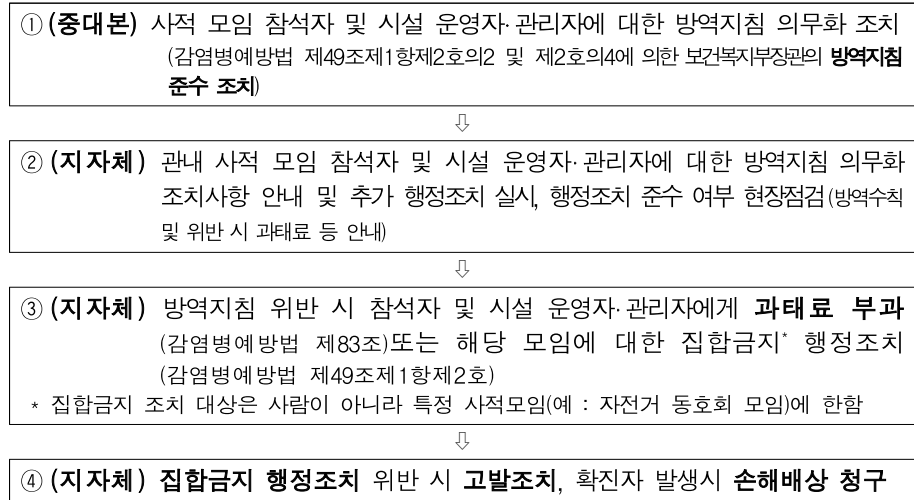 ① (중대본) 사적 모임 참석자 및 시설 운영자·관리자에 대한 방역지침 의무화 조치
(감염병예방법 제49조제1항제2호의2 및 제2호의4에 의한 보건복지부장관의 방역지침
준수 조치)
⇩
② (지자체) 관내 사적 모임 참석자 및 시설 운영자·관리자에 대한 방역지침 의무화
조치사항 안내 및 추가 행정조치 실시, 행정조치 준수 여부 현장점검(방역수칙
및 위반 시 과태료 등 안내)
⇩
③ (지자체) 방역지침 위반 시 참석자 및 시설 운영자·관리자에게 과태료 부과
(감염병예방법 제83조)또는 해당 모임에 대한 집합금지* 행정조치
(감염병예방법 제49조제1항제2호)
* 집합금지 조치 대상은 사람이 아니라 특정 사적모임(예 : 자전거 동호회 모임)에 한함
⇩
④ (지자체) 집합금지 행정조치 위반 시 고발조치, 확진자 발생시 손해배상 청구